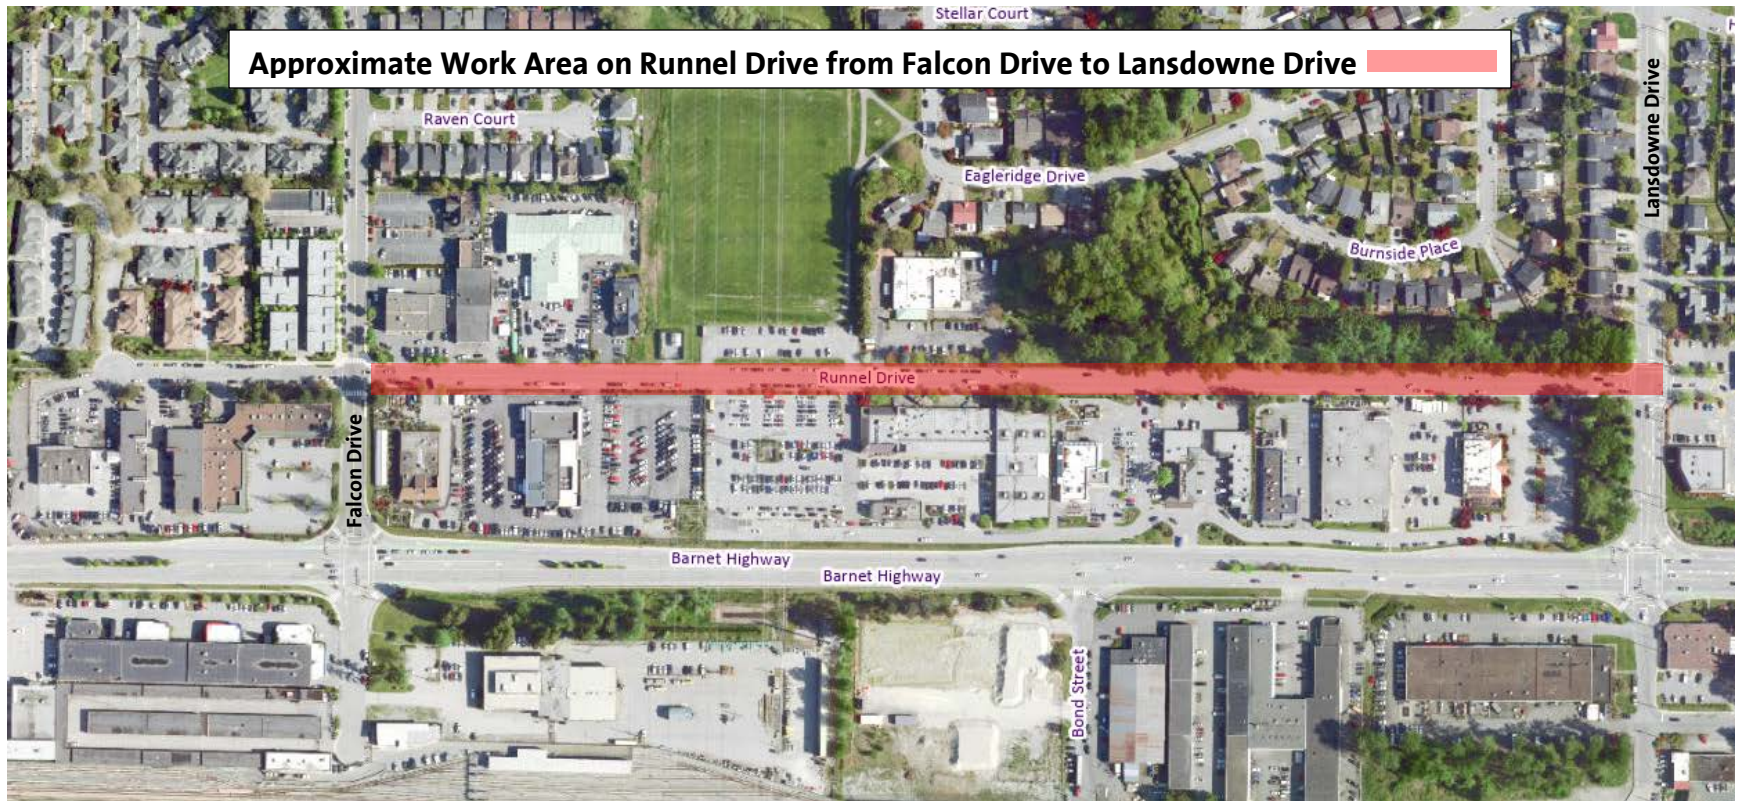 Stellar Court
H
Approximate Work Area on Runnel Drive from Falcon Drive to Lansdowne Drive
Raven Court
Lansdowne Drive
Eagleridge Drive
Burnside Place
Runnel Drive
Falcon Drive
Barnet Highway
Barnet Highway
Bond Street